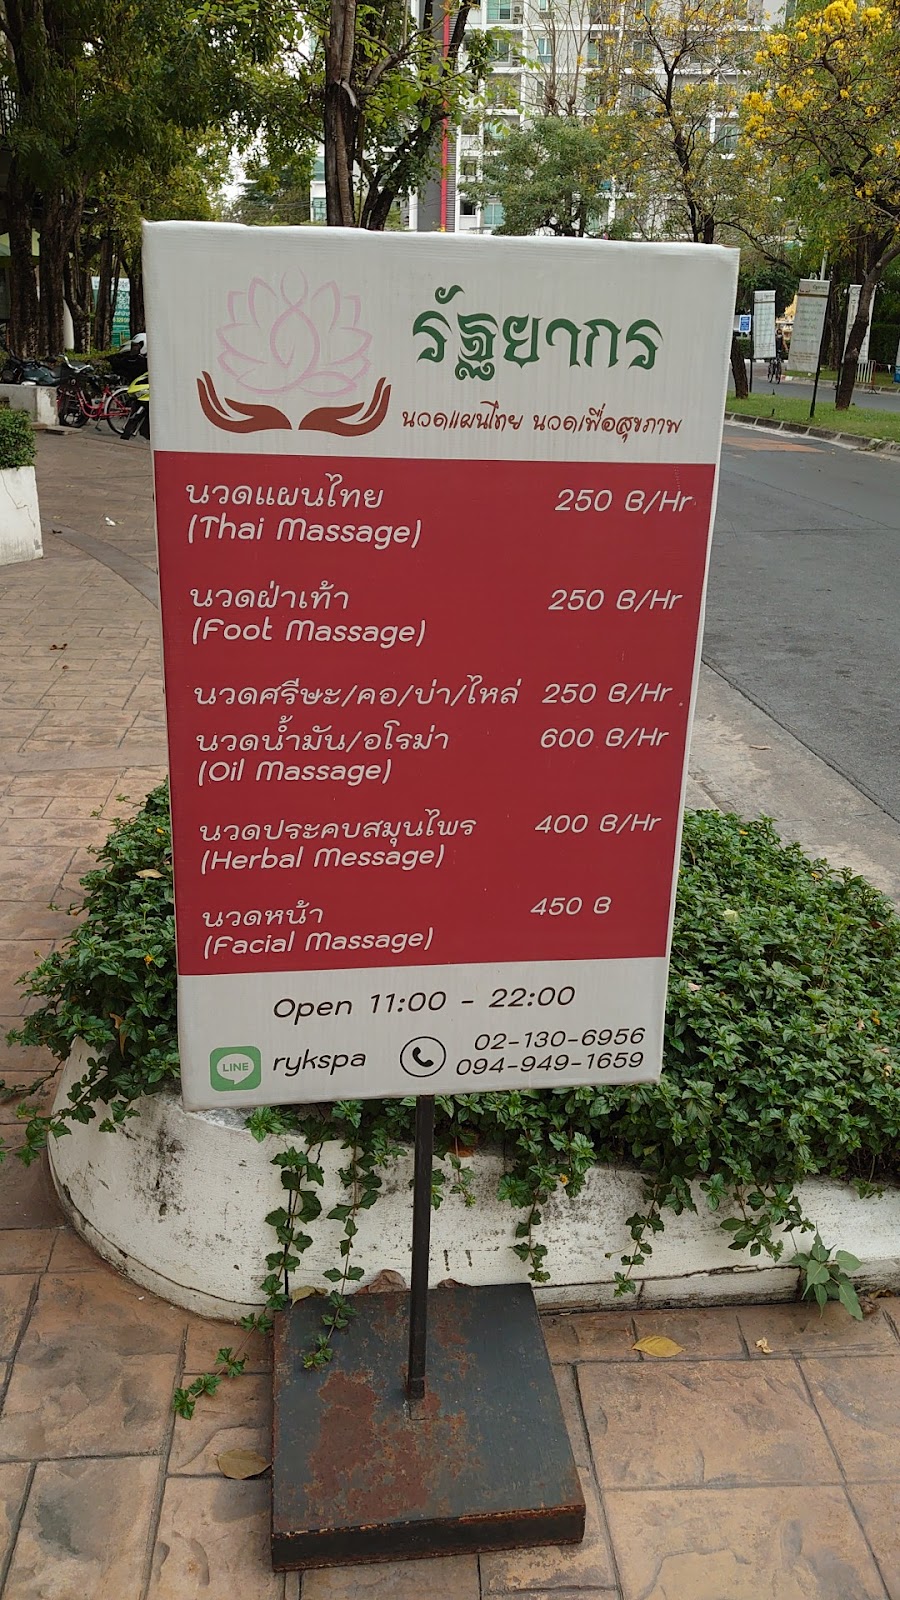 รัฐยากร
นวดแผนไทย นวดเพื่อสุขภาพ
นวดแผนไทย 250 B/Hr
(Thai Massage)
นวดฝ่าเท้า 250 B/Hr
(Foot Massage)
นวดศรีษะ/คอ/บ่า/ไหล่ 250 B/Hr
นวดน้ำมัน/อโรม่า 600 B/Hr
(Oil Massage)
นวดประคบสมุนไพร 400 B/Hr
(Herbal Message)
นวดหน้า 450 B
(Facial Massage)
Open 11:00 - 22:00
LINE rykspa 02-130-6956
094-949-1659